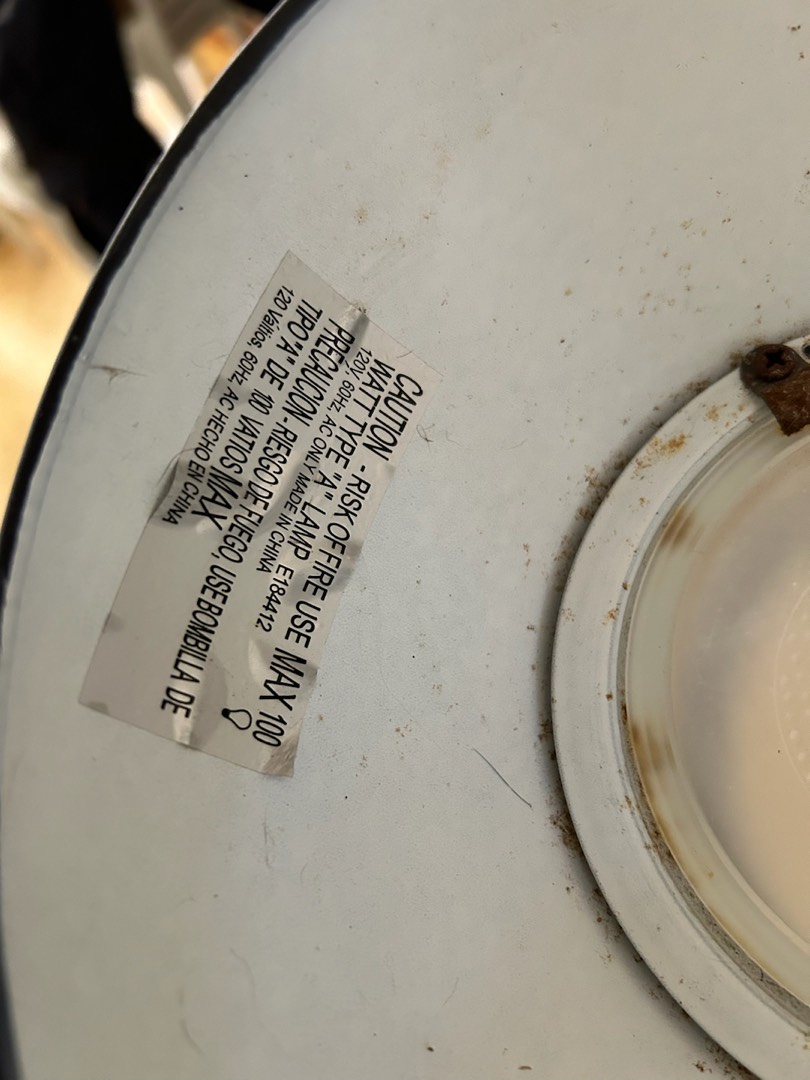 CAUTION - RISK OF FIRE USE MAX 100
WATT TYPE "A" LAMP E184412
120V, 60HZ, AC ONLY MADE IN CHINA
PRECAUCION - RIESGO DE FUEGO, USE BOMBILLA DE
TIPO "A" DE 100 VATIOS MAX
120 Valtios, 60HZ, AC HECHO EN CHINA